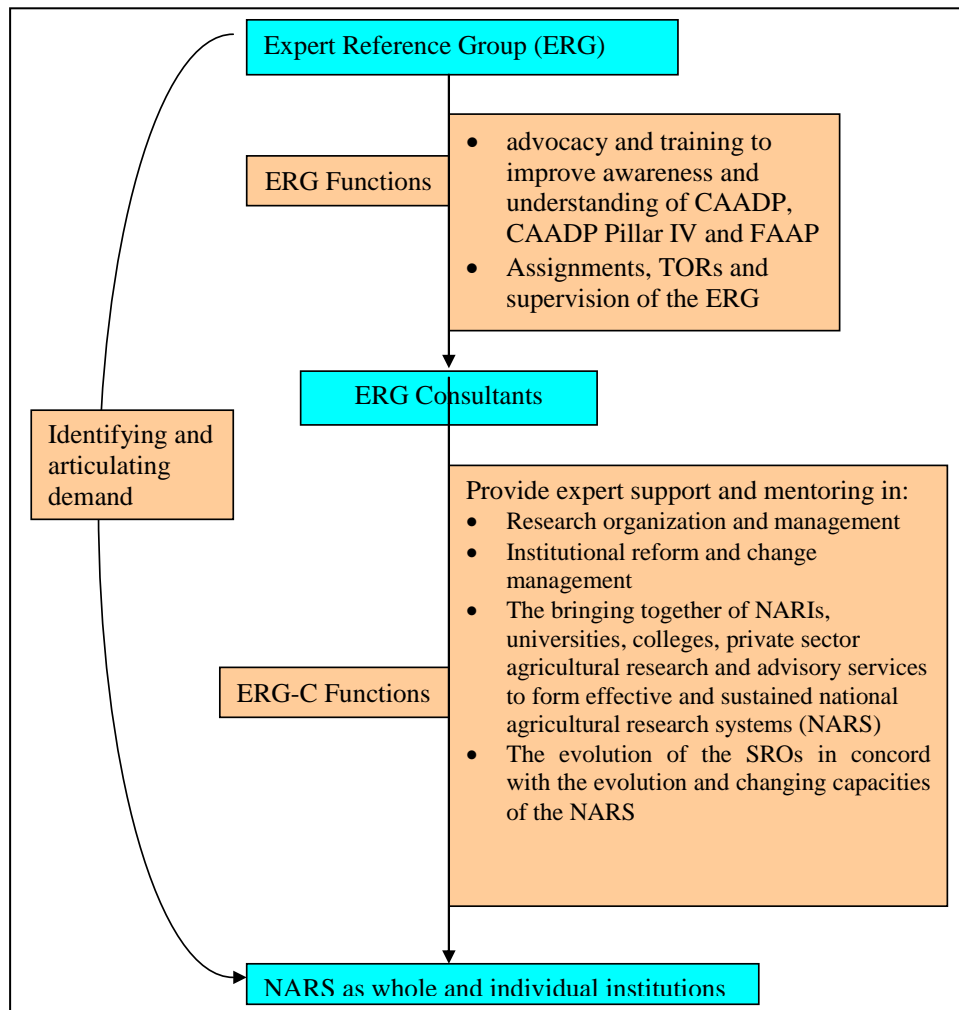 Expert Reference Group (ERG)
ERG Functions
• advocacy and training to
improve awareness and
understanding of CAADP,
CAADP Pillar IV and FAAP
• Assignments, TORs and
supervision of the ERG
ERG Consultants
Identifying and
articulating
demand
Provide expert support and mentoring in:
• Research organization and management
• Institutional reform and change
management
• The bringing together of NARIs,
universities, colleges, private sector
agricultural research and advisory services
to form effective and sustained national
agricultural research systems (NARS)
• The evolution of the SROs in concord
with the evolution and changing capacities
of the NARS
ERG-C Functions
NARS as whole and individual institutions